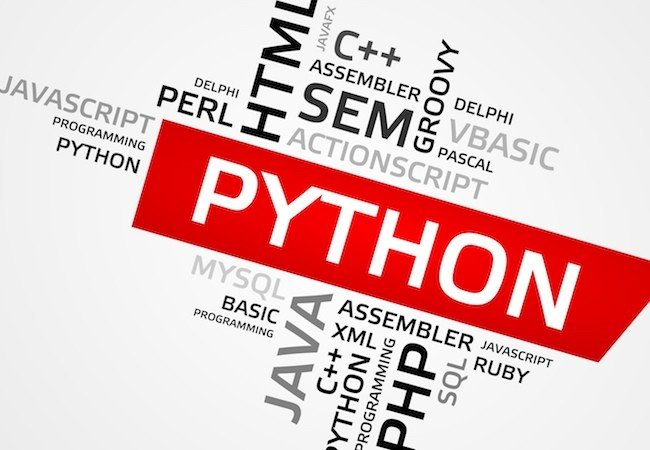 HTML
JAVAFX
C++
GROOVY
ASSEMBLER
DELPHI
SEM
DELPHI
PERL
VBASIC
JAVASCRIPT
PROGRAMMING
PYTHON
ACTIONSCRIPT
PASCAL
PYTHON
MYSQL
BASIC
PROGRAMMING
JAVA
ASSEMBLER
XML
C++
PYTHON
PROGRAMMING
PHP
SQL
JAVASCRIPT
RUBY